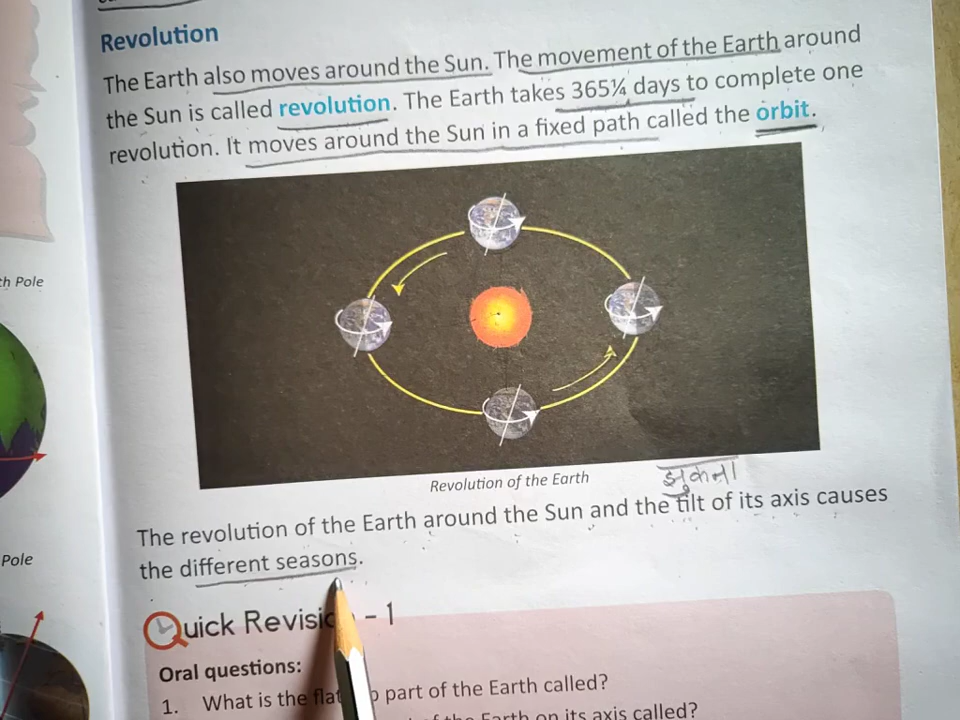 Revolution
The Earth also moves around the Sun. The movement of the Earth around
the Sun is called revolution. The Earth takes 365¼ days to complete one
revolution. It moves around the Sun in a fixed path called the orbit.
th Pole
Revolution of the Earth
झुकना
The revolution of the Earth around the Sun and the tilt of its axis causes
the different seasons.
Pole
Quick Revision - 1
Oral questions:
1. What is the flat part of the Earth called?
of the Earth on its axis called?